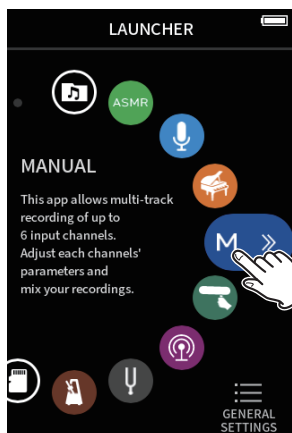 LAUNCHER
ASMR
MANUAL
This app allows multi-track
recording of up to
6 input channels.
Adjust each channels'
parameters and
mix your recordings.
M
GENERAL
SETTINGS